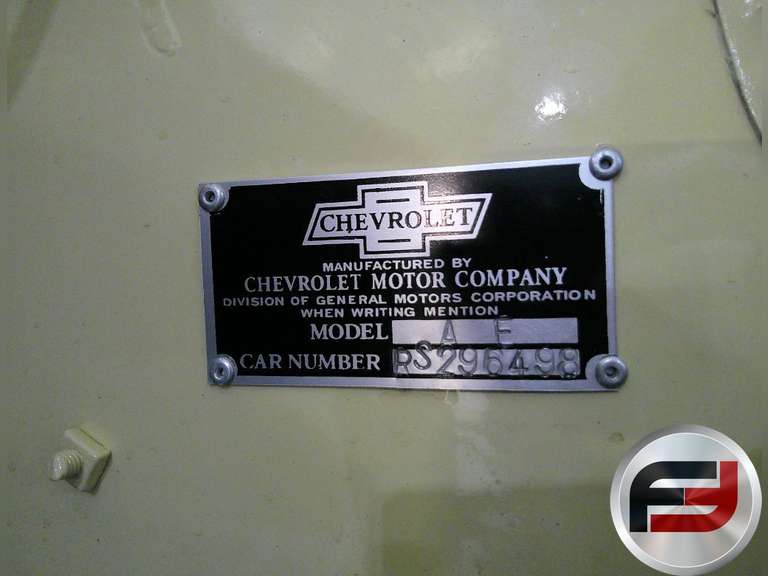 CHEVROLET
MANUFACTURED BY
CHEVROLET MOTOR COMPANY
DIVISION OF GENERAL MOTORS CORPORATION
WHEN WRITING MENTION
MODEL A E
CAR NUMBER RS296498